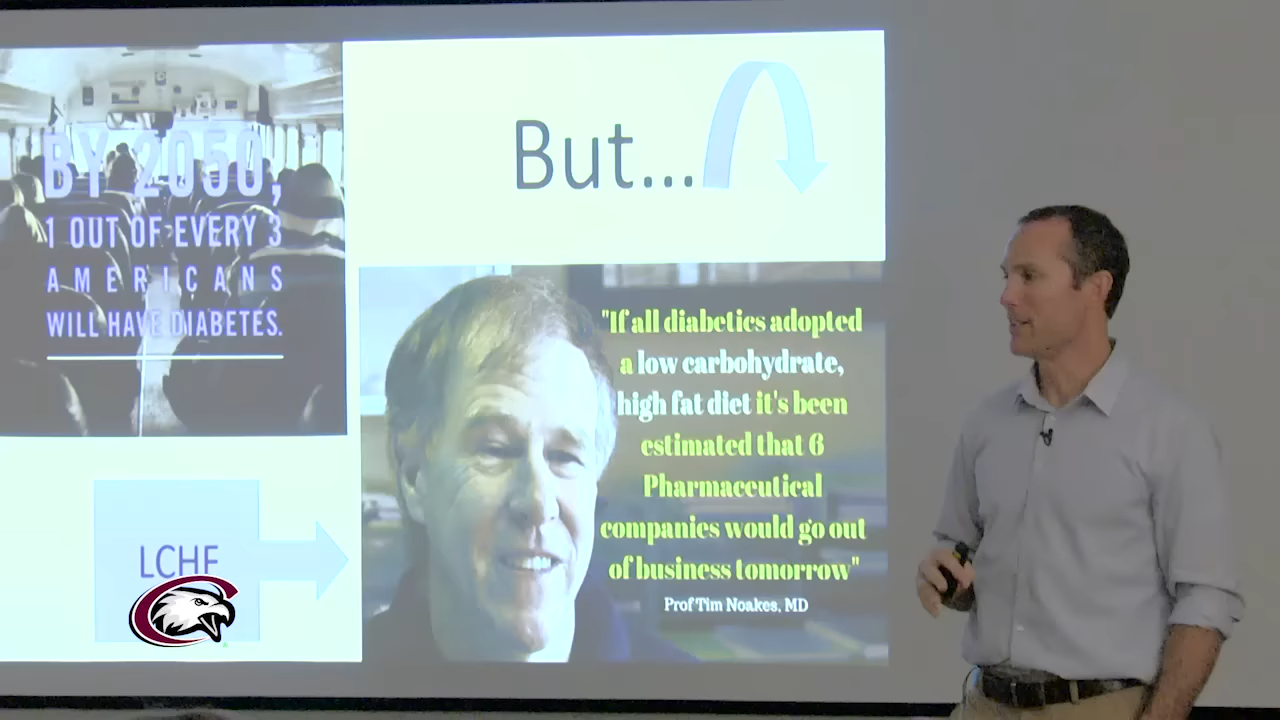 BY 2050,
1 OUT OF EVERY 3
AMERICANS
WILL HAVE DIABETES.
But...
"If all diabetics adopted
a low carbohydrate,
high fat diet it's been
estimated that 6
Pharmaceutical
companies would go out
of business tomorrow"
Prof Tim Noakes, MD
LCHF